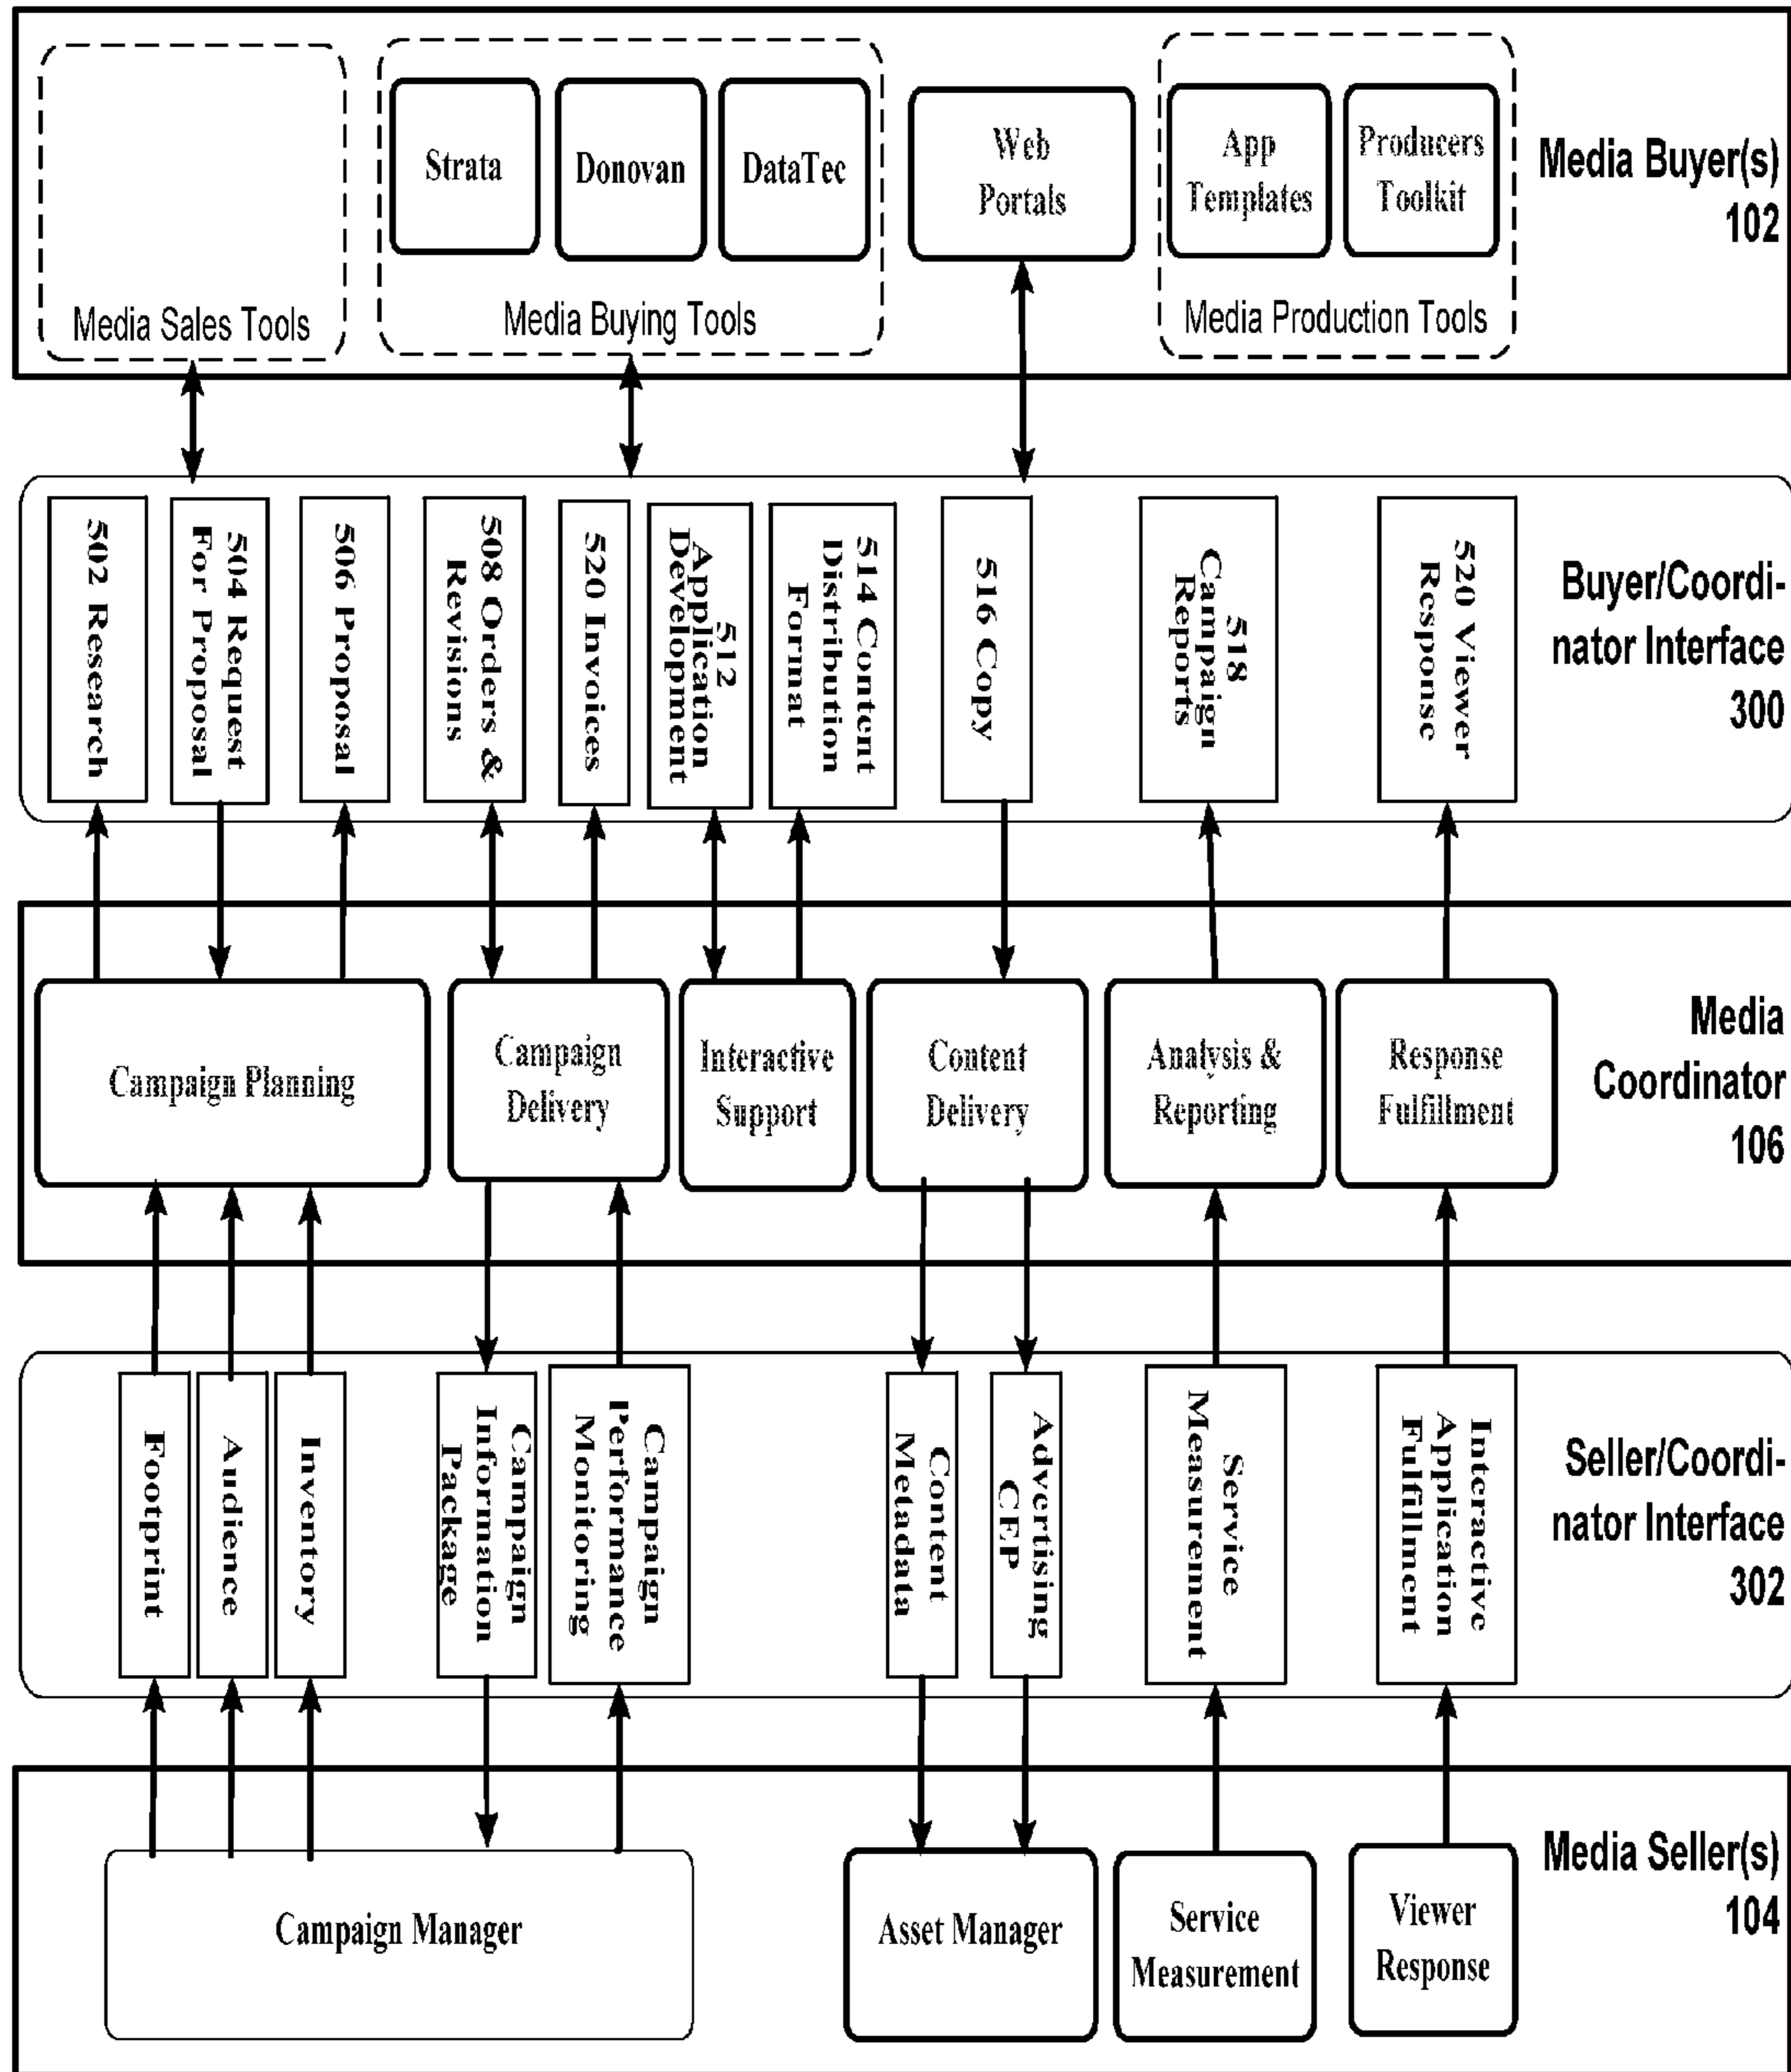 Strata
Donovan
DataTec
Web
Portals
App
Templates
Producers
Toolkit
Media Sales Tools
Media Buying Tools
Media Production Tools
Media Buyer(s)
102
502 Research
504 Request
For Proposal
506 Proposal
508 Orders &
Revisions
520 Invoices
512
Application
Development
514 Content
Distribution
Format
516 Copy
518
Campaign
Reports
520 Viewer
Response
Buyer/Coordi-
nator Interface
300
Campaign Planning
Campaign
Delivery
Interactive
Support
Content
Delivery
Analysis &
Reporting
Response
Fulfillment
Media
Coordinator
106
Footprint
Audience
Inventory
Campaign
Information
Package
Campaign
Performance
Monitoring
Content
Metadata
Advertising
CEP
Service
Measurement
Interactive
Application
Fulfillment
Seller/Coordi-
nator Interface
302
Campaign Manager
Asset Manager
Service
Measurement
Viewer
Response
Media Seller(s)
104